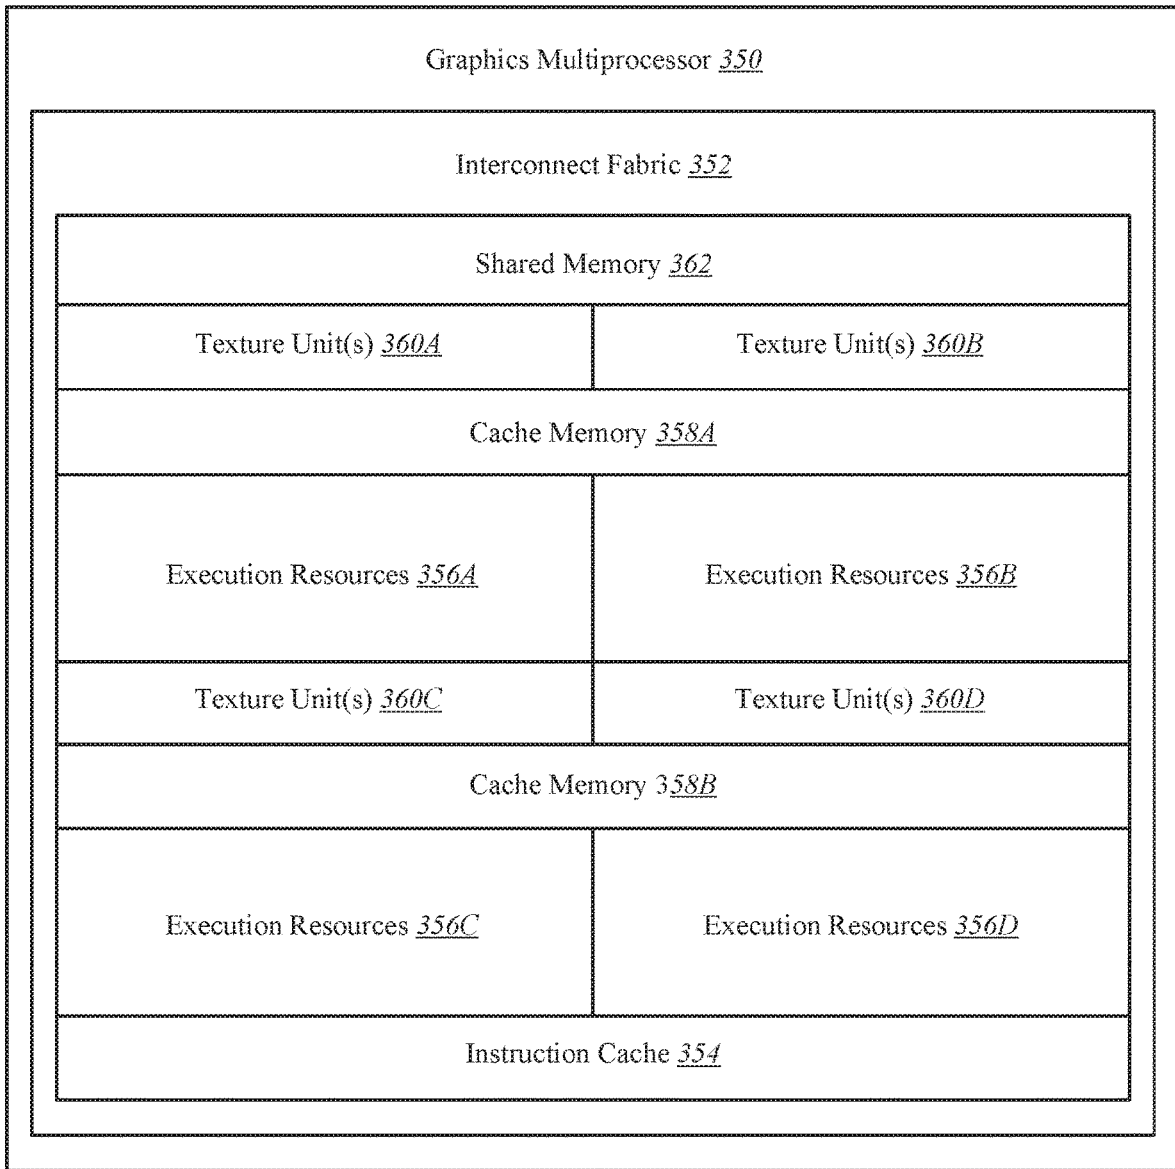 Graphics Multiprocessor 350
Interconnect Fabric 352
Shared Memory 362
Texture Unit(s) 360A
Texture Unit(s) 360B
Cache Memory 358A
Execution Resources 356A
Execution Resources 356B
Texture Unit(s) 360C
Texture Unit(s) 360D
Cache Memory 358B
Execution Resources 356C
Execution Resources 356D
Instruction Cache 354